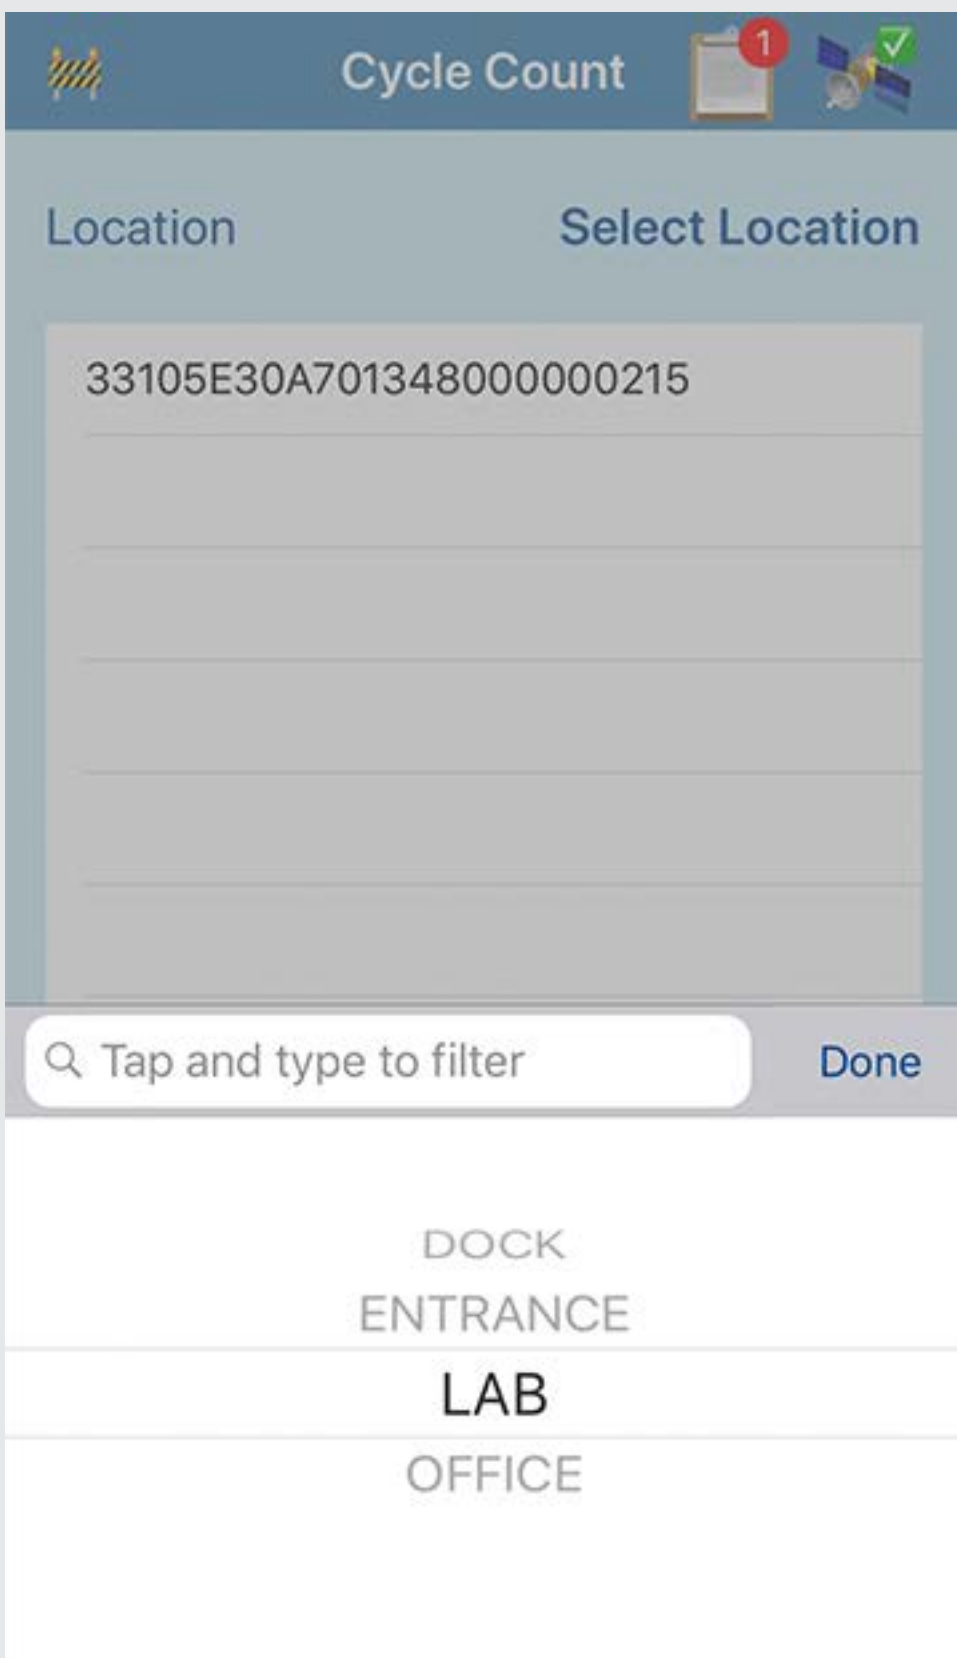 Cycle Count
1
Location
Select Location
33105E30A701348000000215
Tap and type to filter
Done
DOCK
ENTRANCE
LAB
OFFICE